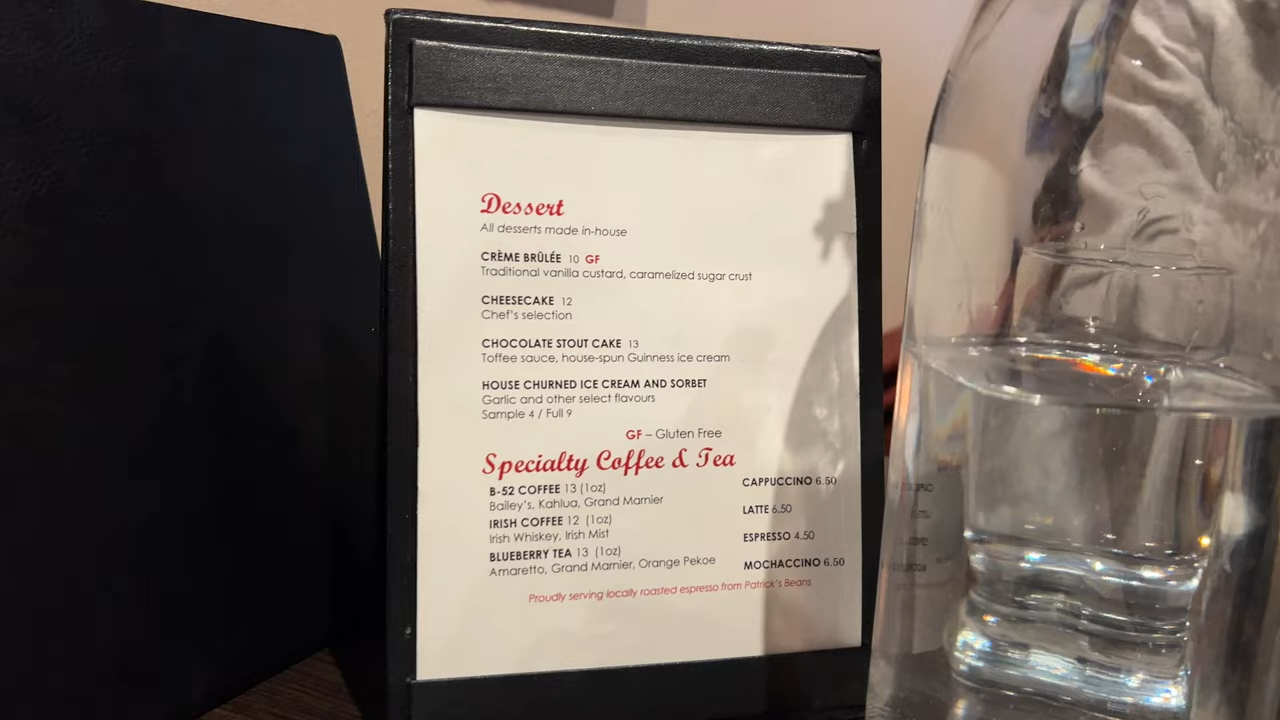 Dessert
All desserts made in-house
CRÈME BRÛLÉE 10 GF
Traditional vanilla custard, caramelized sugar crust
CHEESECAKE 12
Chef's selection
CHOCOLATE STOUT CAKE 13
Toffee sauce, house-spun Guinness ice cream
HOUSE CHURNED ICE CREAM AND SORBET
Garlic and other select flavours
Sample 4 / Full 9
GF – Gluten Free
Specialty Coffee & Tea
B-52 COFFEE 13 (1oz)
Bailey's, Kahlua, Grand Marnier
IRISH COFFEE 12 (1oz)
Irish Whiskey, Irish Mist
BLUEBERRY TEA 13 (1oz)
Amaretto, Grand Marnier, Orange Pekoe
CAPPUCCINO 6.50
LATTE 6.50
ESPRESSO 4.50
MOCHACCINO 6.50
Proudly serving locally roasted espresso from Patrick's Beans